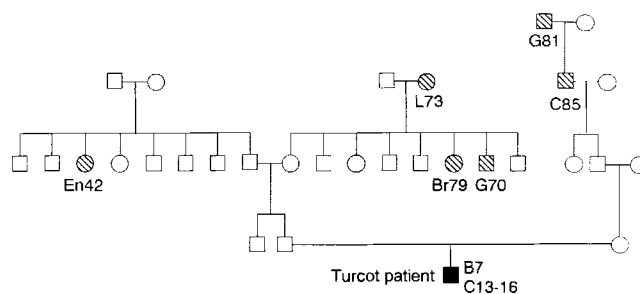 G81
L73
C85
En42
Br79 G70
Turcot patient B7
C13-16